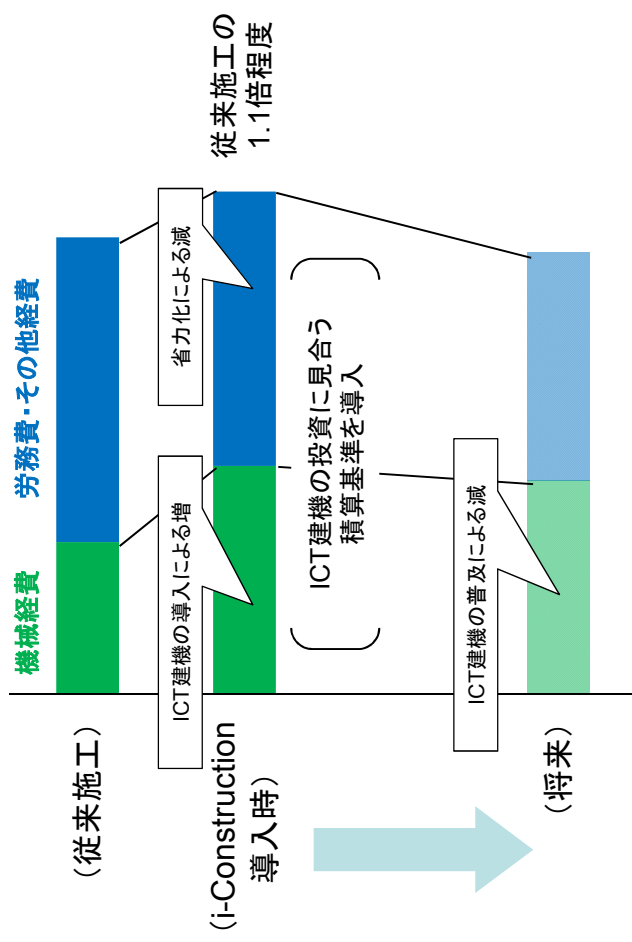 機械経費
労務費・その他経費
（従来施工）
ICT建機の導入による増
省力化による減
（i-Construction
導入時）
従来施工の
1.1倍程度
ICT建機の投資に見合う
積算基準を導入
ICT建機の普及による減
（将来）